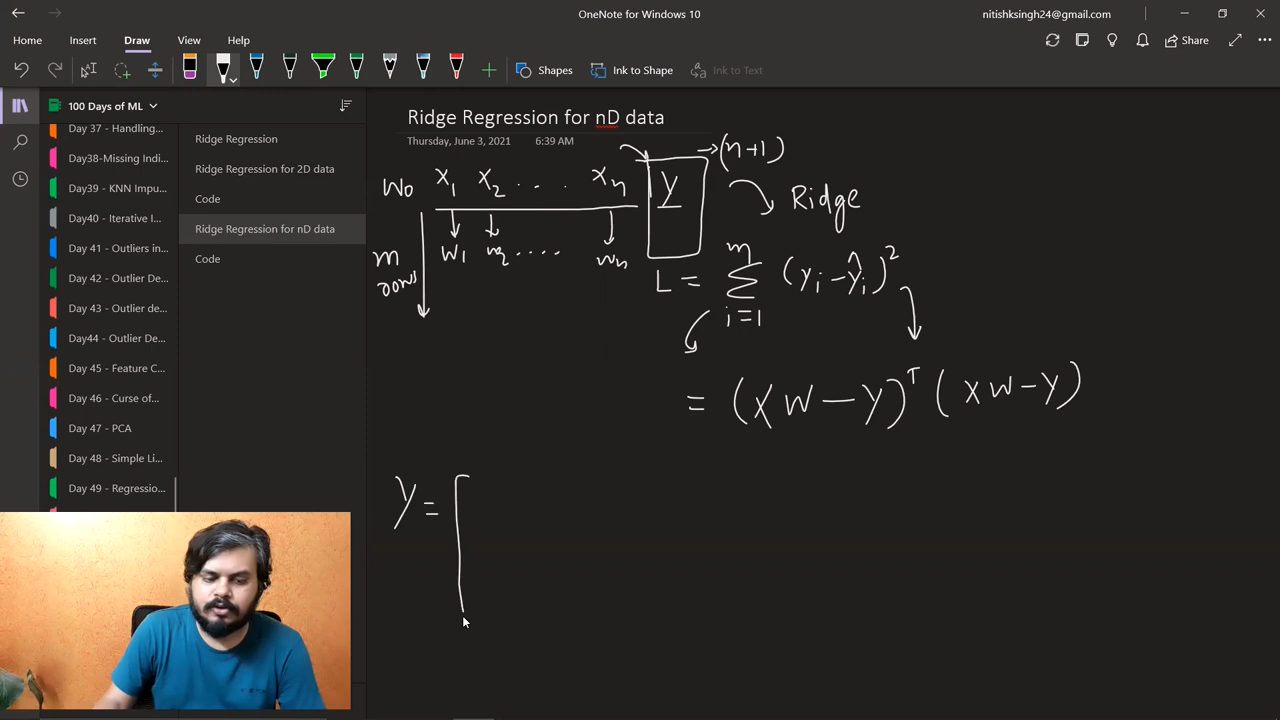 OneNote for Windows 10
nitishksingh24@gmail.com
Home Insert Draw View Help
Share
Shapes Ink to Shape Ink to Text
100 Days of ML
Day 37 - Handling...
Day38-Missing Indi...
Day39 - KNN Impu...
Day40 - Iterative I...
Day 41 - Outliers in...
Day 42 - Outlier De...
Day 43 - Outlier de...
Day44 - Outlier De...
Day 45 - Feature C...
Day 46 - Curse of...
Day 47 - PCA
Day 48 - Simple Li...
Day 49 - Regressio...
Ridge Regression
Ridge Regression for 2D data
Code
Ridge Regression for nD data
Code
Ridge Regression for nD data
Thursday, June 3, 2021 6:39 AM
W0 X1 X2 .... Xn Y → (n+1)
Ridge
m rows
W1 W2 .... Wn
L = Σ_{i=1}^{m} (yi - ŷi)²
= (XW - Y)ᵀ (XW - Y)
Y = [